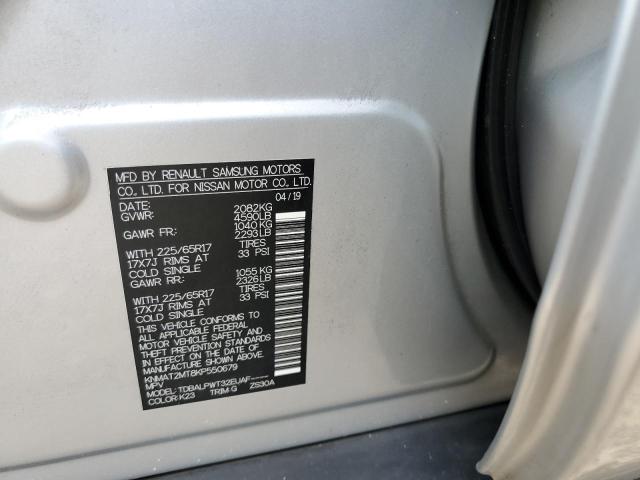 MFD BY RENAULT SAMSUNG MOTORS
CO., LTD. FOR NISSAN MOTOR CO., LTD.
DATE: 04/19
GVWR: 2082KG
4590LB
GAWR FR: 1040 KG
2293LB
WITH 225/65R17 TIRES
17X7J RIMS AT 33 PSI
COLD SINGLE
GAWR RR: 1055 KG
2326LB
WITH 225/65R17 TIRES
17X7J RIMS AT 33 PSI
COLD SINGLE
THIS VEHICLE CONFORMS TO
ALL APPLICABLE FEDERAL
MOTOR VEHICLE SAFETY AND
THEFT PREVENTION STANDARDS
IN EFFECT ON THE DATE OF
MANUFACTURE SHOWN ABOVE.
KNMAT2MT8KP550679
MPV
MODEL: TDBALPWT32EUAF----- 
COLOR: K23 TRIM: G ZS30A